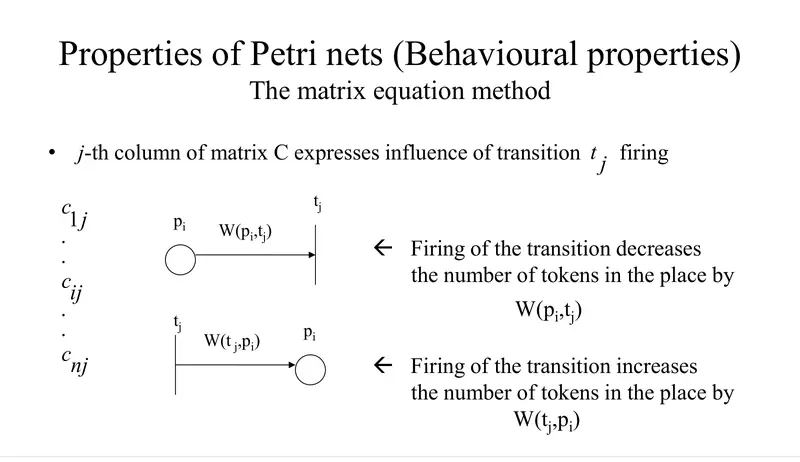 Properties of Petri nets (Behavioural properties)
The matrix equation method
• j-th column of matrix C expresses influence of transition t j firing
c1j
.
.
cij
.
.
cnj
pi
W(pi,tj)
tj
← Firing of the transition decreases
the number of tokens in the place by
W(pi,tj)
tj
W(t j,pi)
pi
← Firing of the transition increases
the number of tokens in the place by
W(tj,pi)